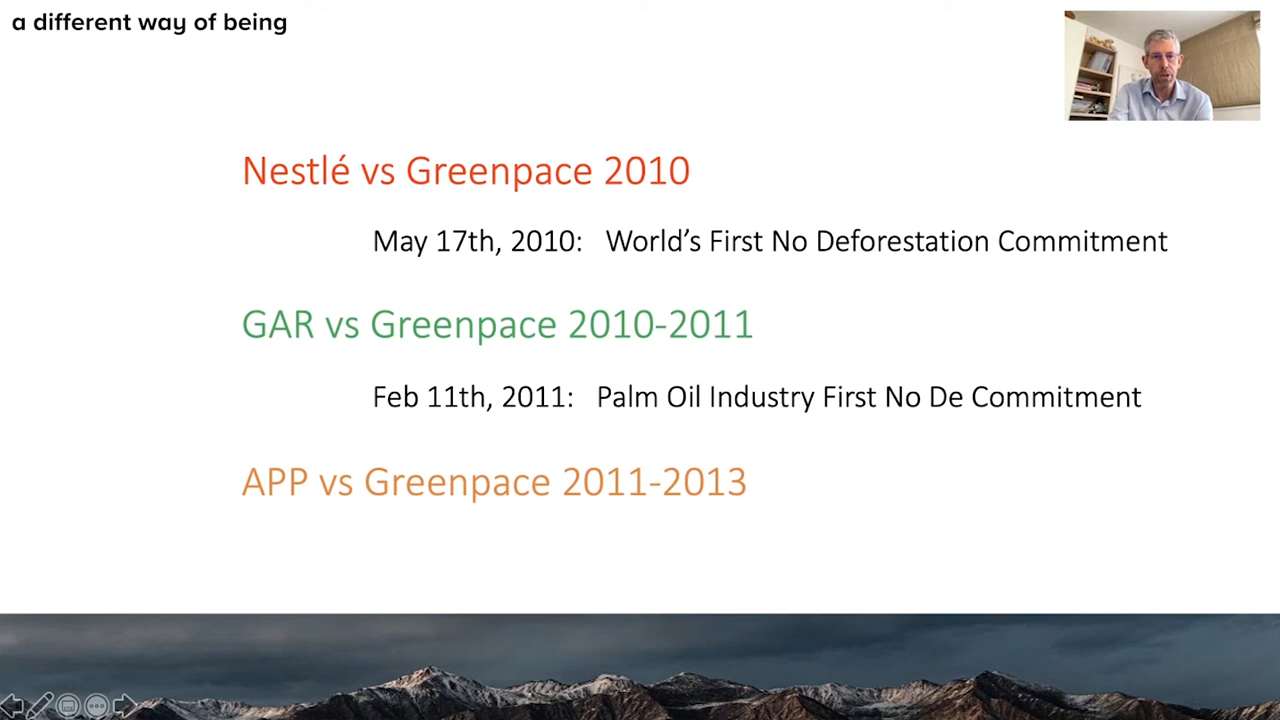 a different way of being
Nestlé vs Greenpace 2010
May 17th, 2010: World's First No Deforestation Commitment
GAR vs Greenpace 2010-2011
Feb 11th, 2011: Palm Oil Industry First No De Commitment
APP vs Greenpace 2011-2013